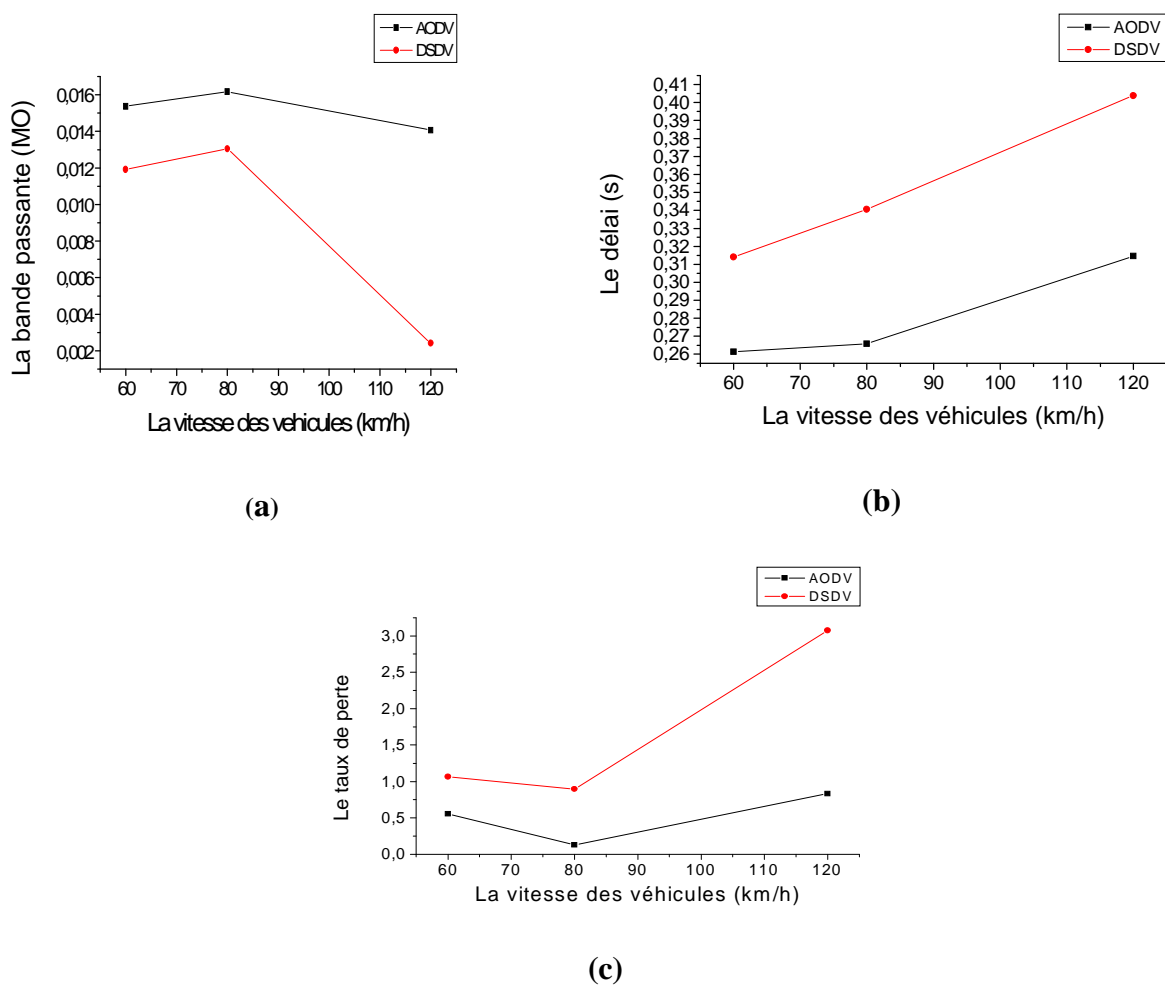 AODV
DSDV
0,016
0,014
0,012
0,010
0,008
0,006
0,004
0,002
La bande passante (MO)
60 70 80 90 100 110 120
La vitesse des vehicules (km/h)
(a)
AODV
DSDV
0,41
0,40
0,39
0,38
0,37
0,36
0,35
0,34
0,33
0,32
0,31
0,30
0,29
0,28
0,27
0,26
Le délai (s)
60 70 80 90 100 110 120
La vitesse des véhicules (km/h)
(b)
AODV
DSDV
3,0
2,5
2,0
1,5
1,0
0,5
0,0
Le taux de perte
60 70 80 90 100 110 120
La vitesse des véhicules (km/h)
(c)